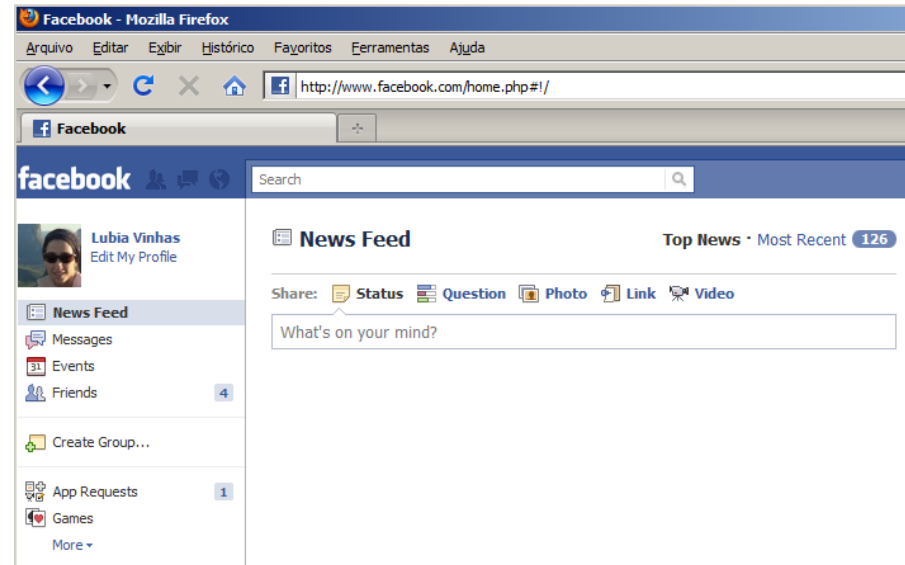 Facebook - Mozilla Firefox
Arquivo Editar Exibir Histórico Favoritos Ferramentas Ajuda
http://www.facebook.com/home.php#!/
Facebook
facebook Search
Lubia Vinhas
Edit My Profile
News Feed
Messages
31 Events
Friends 4
Create Group...
App Requests 1
Games
More
News Feed Top News · Most Recent 126
Share: Status Question Photo Link Video
What's on your mind?